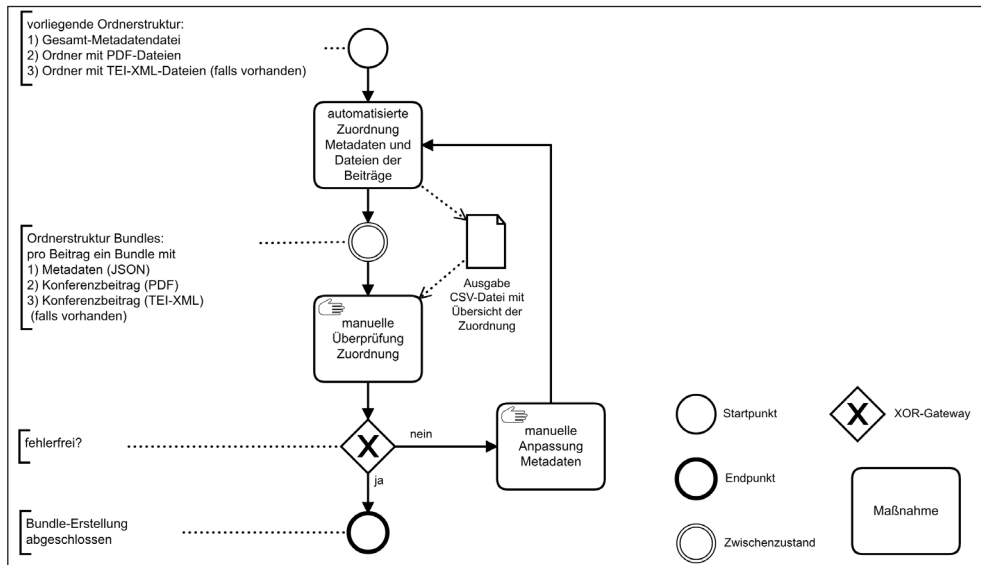 vorliegende Ordnerstruktur:
1) Gesamt-Metadatendatei
2) Ordner mit PDF-Dateien
3) Ordner mit TEI-XML-Dateien (falls vorhanden)
automatisierte
Zuordnung
Metadaten und
Dateien der
Beiträge
Ordnerstruktur Bundles:
pro Beitrag ein Bundle mit
1) Metadaten (JSON)
2) Konferenzbeitrag (PDF)
3) Konferenzbeitrag (TEI-XML)
(falls vorhanden)
Ausgabe
CSV-Datei mit
Übersicht der
Zuordnung
manuelle
Überprüfung
Zuordnung
fehlerfrei?
X
nein
manuelle
Anpassung
Metadaten
ja
Bundle-Erstellung
abgeschlossen
Startpunkt
X
XOR-Gateway
Endpunkt
Maßnahme
Zwischenzustand